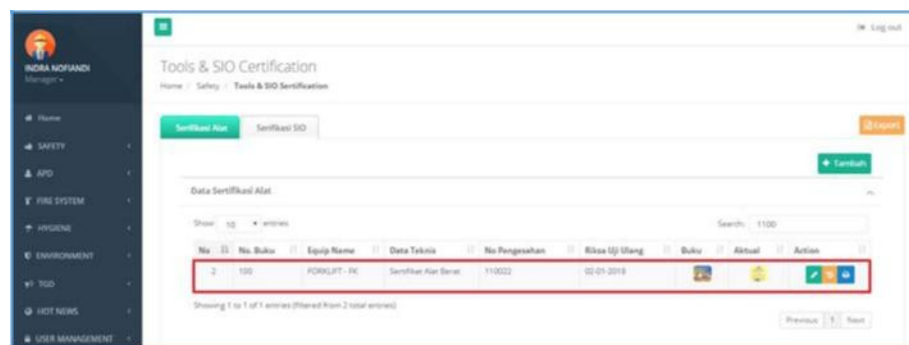 Log out
INDRA NOFIANDI
Manager
Tools & SIO Certification
Home / Safety / Tools & SIO Sertification
Home
SAFETY
APD
FIRE SYSTEM
HYGIENE
ENVIRONMENT
TGD
HOT NEWS
USER MANAGEMENT
Sertifikasi Alat
Sertifikasi SIO
Export
+ Tambah
Data Sertifikasi Alat
Show 10 entries
Search: 1100
No No. Buku Equip Name Data Teknis No Pengesahan Riksa Uji Ulang Buku Aktual Action
2 100 FORKLIFT - FK Sertifikat Alat Berat 110022 02-01-2018
Showing 1 to 1 of 1 entries (filtered from 2 total entries)
Previous 1 Next